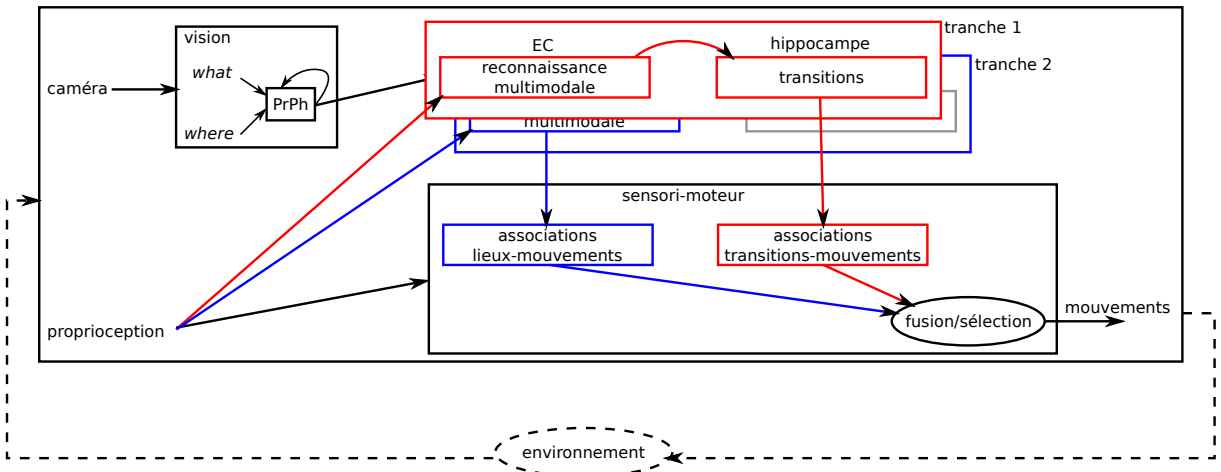 tranche 1
vision
EC
hippocampe
tranche 2
reconnaissance
multimodale
transitions
what
caméra
PrPh
where
multimodale
sensori-moteur
associations
lieux-mouvements
associations
transitions-mouvements
mouvements
proprioception
fusion/sélection
environnement